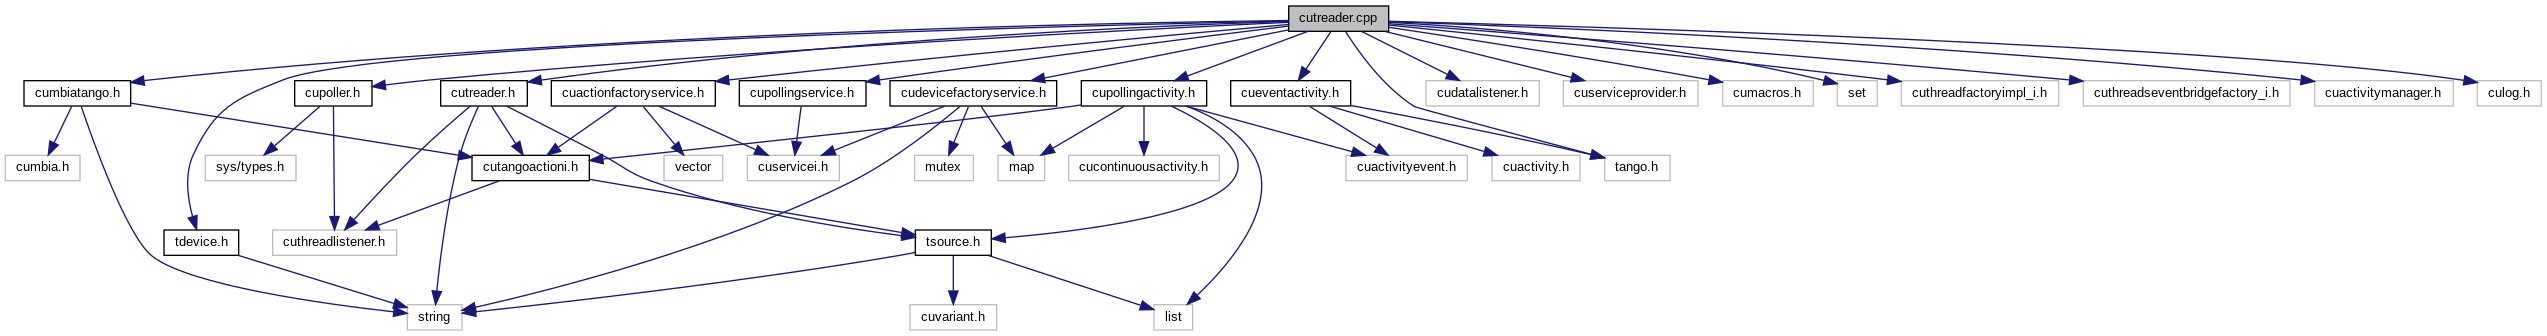 cutreader.cpp
cumbiatango.h
cupoller.h
cutreader.h
cuactionfactoryservice.h
cupollingservice.h
cudevicefactoryservice.h
cupollingactivity.h
cueventactivity.h
cudatalistener.h
cuserviceprovider.h
cumacros.h
set
cuthreadfactoryimpl_i.h
cuthreadseventbridgefactory_i.h
cuactivitymanager.h
culog.h
cumbia.h
sys/types.h
cutangoactioni.h
vector
cuservicei.h
mutex
map
cucontinuousactivity.h
cuactivityevent.h
cuactivity.h
tango.h
tdevice.h
cuthreadlistener.h
tsource.h
string
cuvariant.h
list